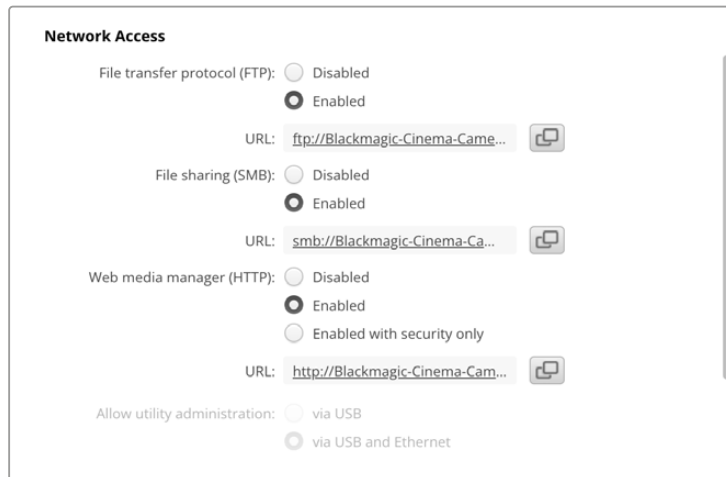 Network Access
File transfer protocol (FTP): Disabled
Enabled
URL: ftp://Blackmagic-Cinema-Came...
File sharing (SMB): Disabled
Enabled
URL: smb://Blackmagic-Cinema-Ca...
Web media manager (HTTP): Disabled
Enabled
Enabled with security only
URL: http://Blackmagic-Cinema-Cam...
Allow utility administration: via USB
via USB and Ethernet